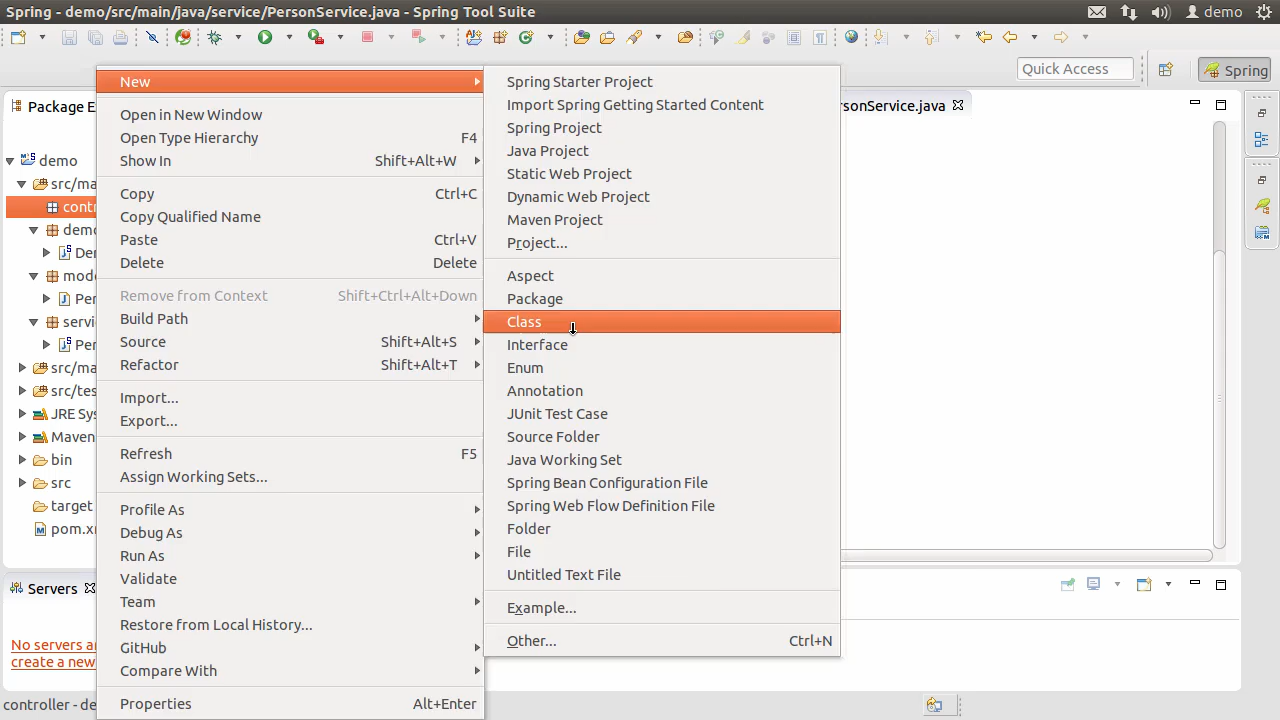 Spring - demo/src/main/java/service/PersonService.java - Spring Tool Suite
demo
Quick Access
Spring
Package E
rsonService.java
demo
src/ma
contr
demo
De
mode
Per
servi
Per
src/ma
src/tes
JRE Sys
Maven
bin
src
target
pom.xm
New
Open in New Window
Open Type Hierarchy F4
Show In Shift+Alt+W
Copy Ctrl+C
Copy Qualified Name
Paste Ctrl+V
Delete Delete
Remove from Context Shift+Ctrl+Alt+Down
Build Path
Source Shift+Alt+S
Refactor Shift+Alt+T
Import...
Export...
Refresh F5
Assign Working Sets...
Profile As
Debug As
Run As
Validate
Team
Restore from Local History...
GitHub
Compare With
Properties Alt+Enter
Spring Starter Project
Import Spring Getting Started Content
Spring Project
Java Project
Static Web Project
Dynamic Web Project
Maven Project
Project...
Aspect
Package
Class
Interface
Enum
Annotation
JUnit Test Case
Source Folder
Java Working Set
Spring Bean Configuration File
Spring Web Flow Definition File
Folder
File
Untitled Text File
Example...
Other... Ctrl+N
Servers
No servers a
create a new
controller - de